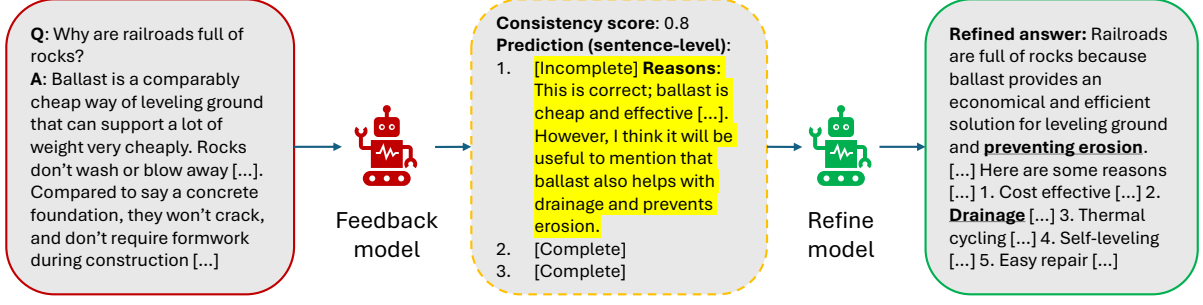 Q: Why are railroads full of
rocks?
A: Ballast is a comparably
cheap way of leveling ground
that can support a lot of
weight very cheaply. Rocks
don't wash or blow away [...].
Compared to say a concrete
foundation, they won't crack,
and don't require formwork
during construction [...]
Feedback
model
Consistency score: 0.8
Prediction (sentence-level):
1. [Incomplete] Reasons:
This is correct; ballast is
cheap and effective [...].
However, I think it will be
useful to mention that
ballast also helps with
drainage and prevents
erosion.
2. [Complete]
3. [Complete]
Refine
model
Refined answer: Railroads
are full of rocks because
ballast provides an
economical and efficient
solution for leveling ground
and preventing erosion.
[...] Here are some reasons
[...] 1. Cost effective [...] 2.
Drainage [...] 3. Thermal
cycling [...] 4. Self-leveling
[...] 5. Easy repair [...]